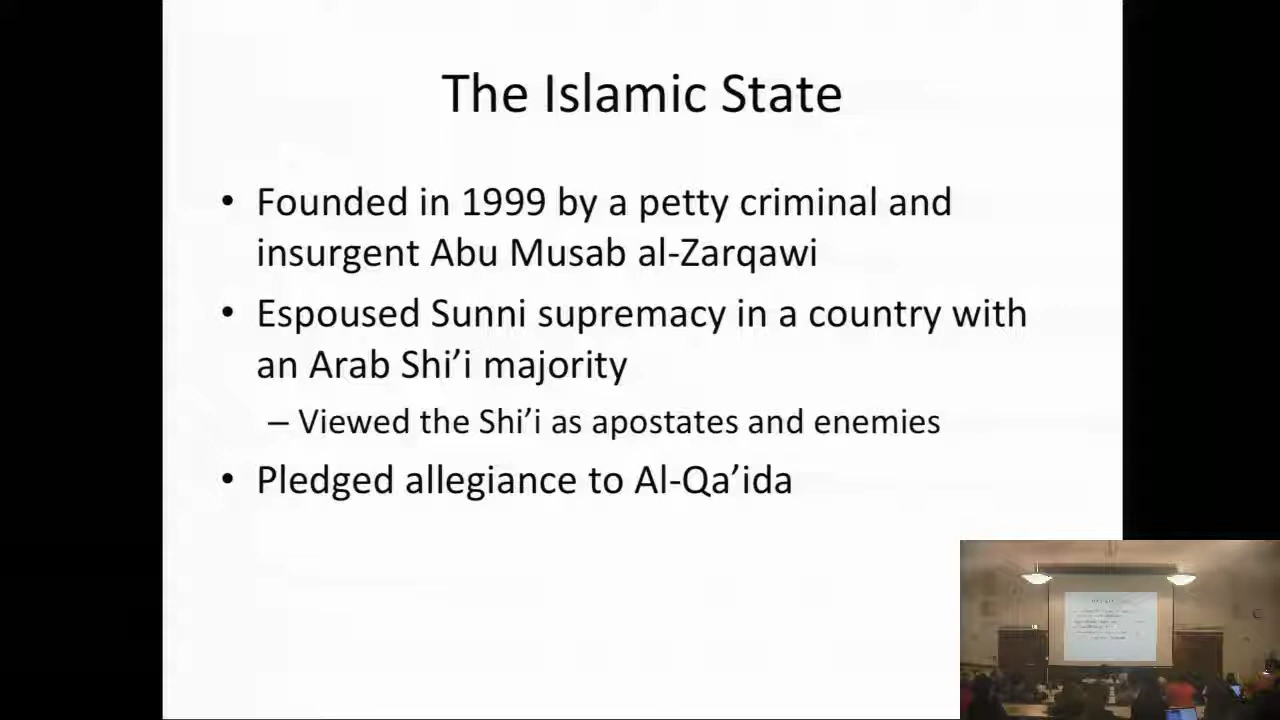 The Islamic State
• Founded in 1999 by a petty criminal and
insurgent Abu Musab al-Zarqawi
• Espoused Sunni supremacy in a country with
an Arab Shi’i majority
– Viewed the Shi’i as apostates and enemies
• Pledged allegiance to Al-Qa’ida